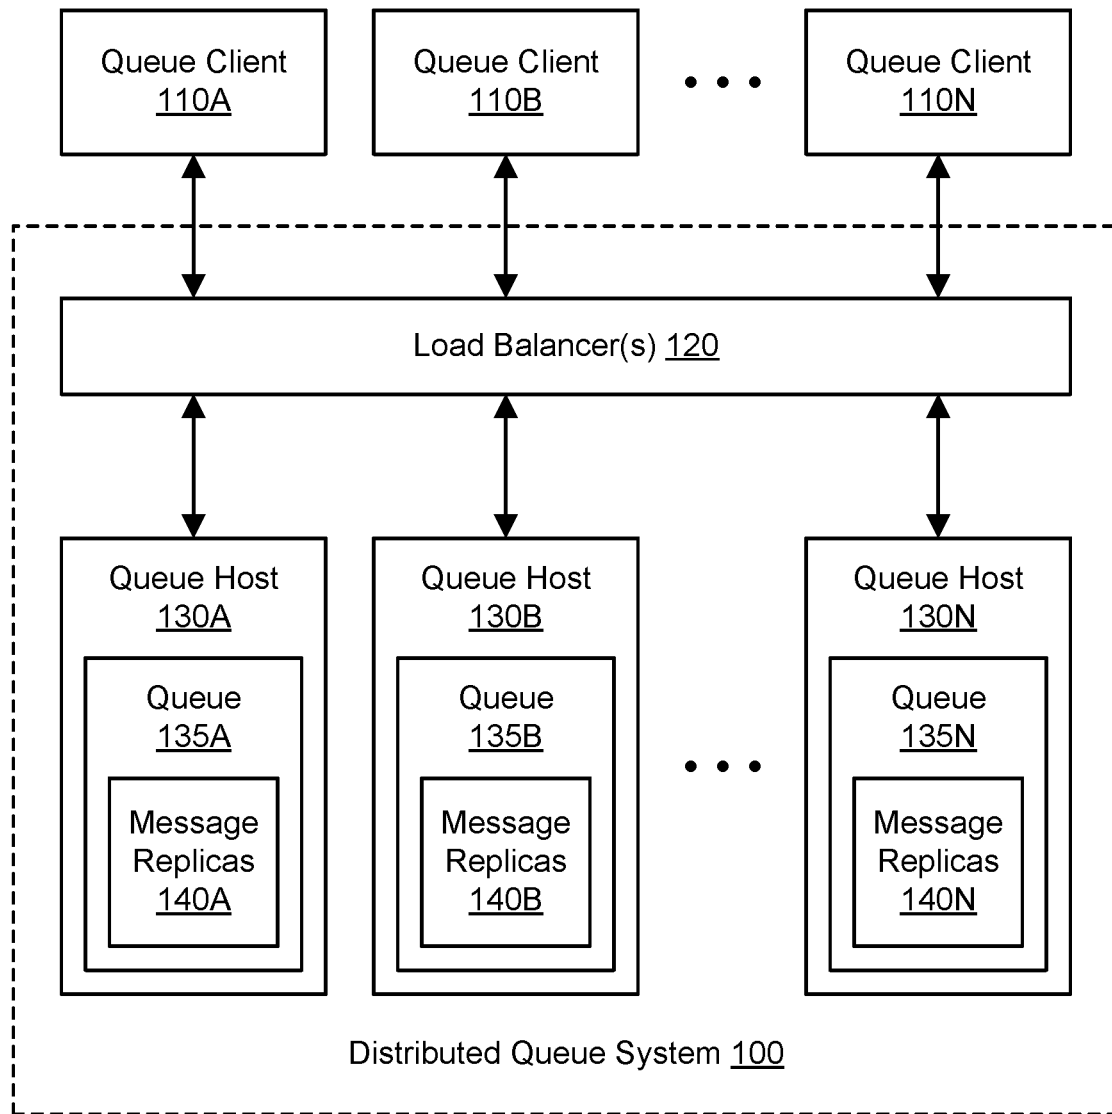 Queue Client
110A
Queue Client
110B
Queue Client
110N
Load Balancer(s) 120
Queue Host
130A
Queue
135A
Message
Replicas
140A
Queue Host
130B
Queue
135B
Message
Replicas
140B
Queue Host
130N
Queue
135N
Message
Replicas
140N
Distributed Queue System 100